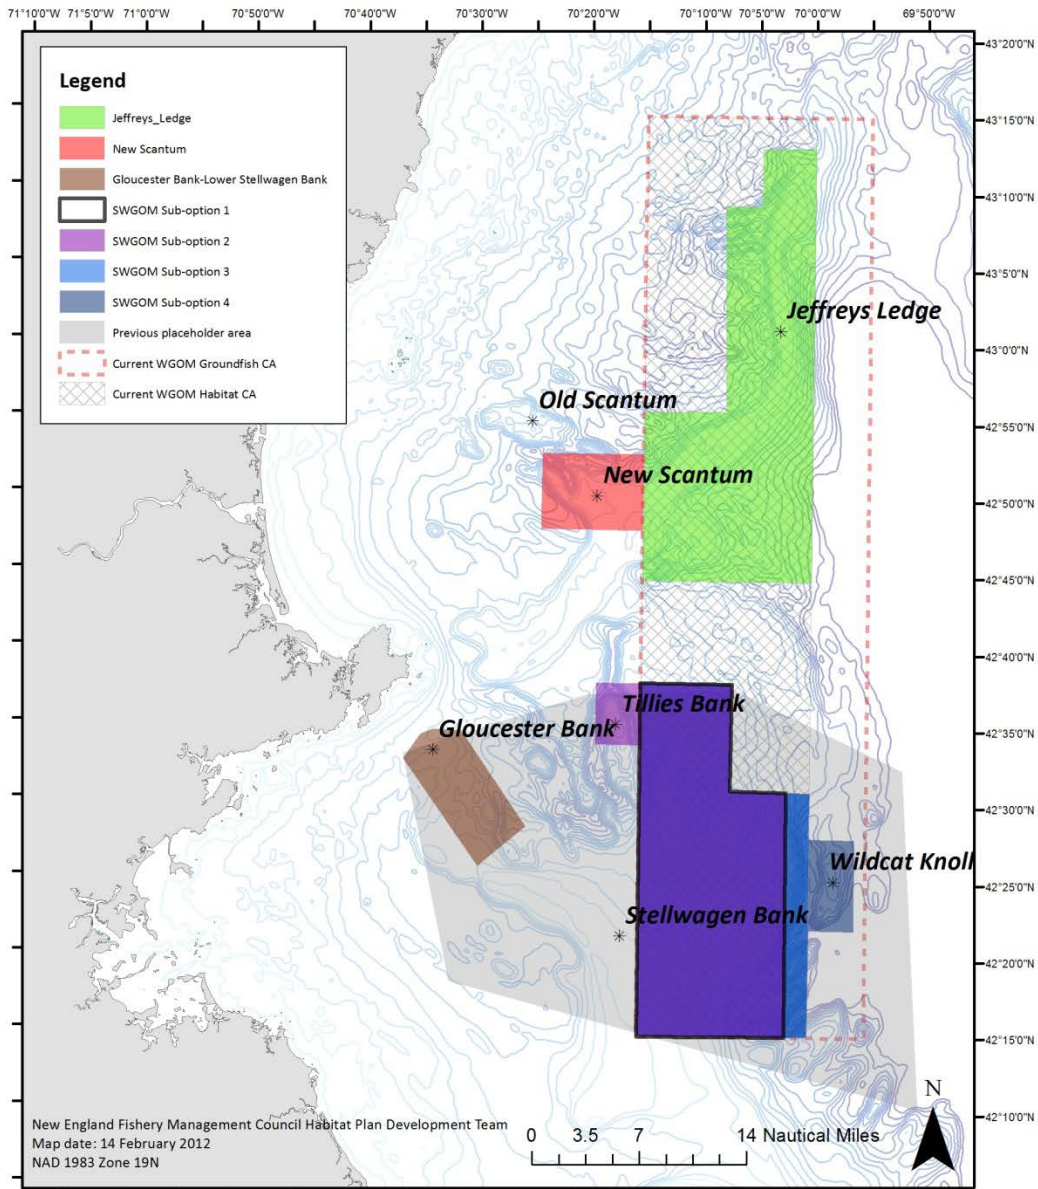 71°10'0"W 71°0'0"W 70°50'0"W 70°40'0"W 70°30'0"W 70°20'0"W 70°10'0"W 70°5'0"W 70°0'0"W 69°50'0"W
43°20'0"N
Legend
Jeffreys_Ledge
New Scantum
Gloucester Bank-Lower Stellwagen Bank
SWGOM Sub-option 1
SWGOM Sub-option 2
SWGOM Sub-option 3
SWGOM Sub-option 4
Previous placeholder area
Current WGOM Groundfish CA
Current WGOM Habitat CA
43°15'0"N
43°10'0"N
43°5'0"N
Jeffreys Ledge
43°0'0"N
Old Scantum
42°55'0"N
New Scantum
42°50'0"N
42°45'0"N
42°40'0"N
Tillies Bank
Gloucester Bank
42°35'0"N
42°30'0"N
Wildcat Knoll
42°25'0"N
Stellwagen Bank
42°20'0"N
42°15'0"N
42°10'0"N
N
New England Fishery Management Council Habitat Plan Development Team
Map date: 14 February 2012
NAD 1983 Zone 19N
0 3.5 7 14 Nautical Miles